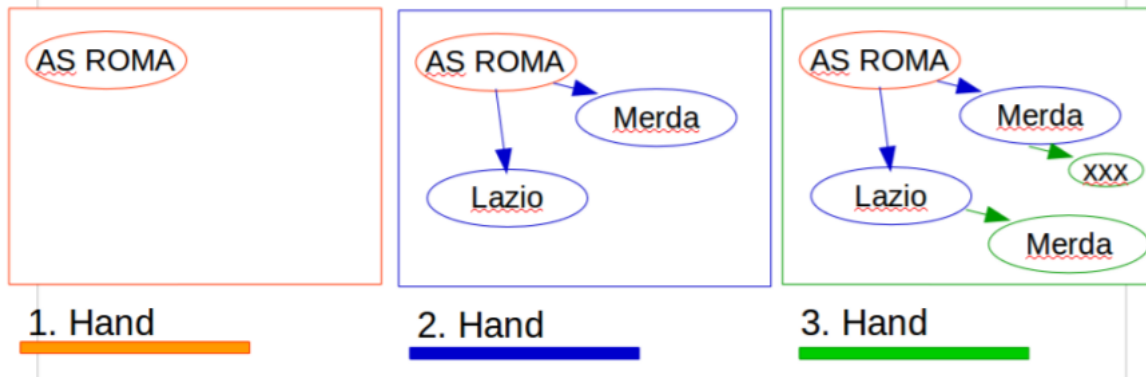 AS ROMA
1. Hand
AS ROMA
Merda
Lazio
2. Hand
AS ROMA
Merda
xxx
Lazio
Merda
3. Hand